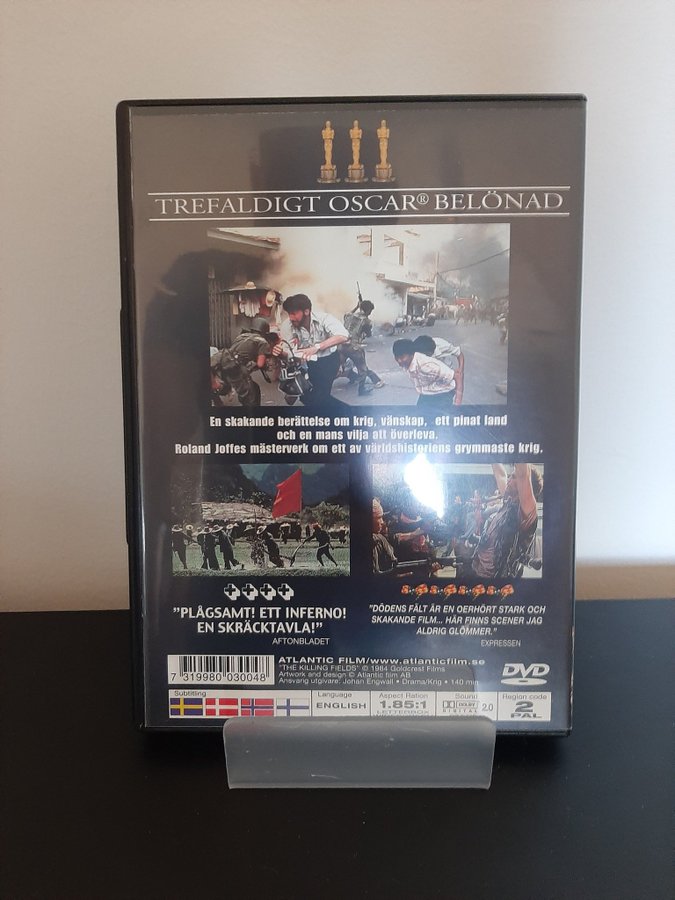 TREFALDIGT OSCAR® BELÖNAD
En skakande berättelse om krig, vänskap, ett pinat land
och en mans vilja att överleva.
Roland Joffes mästerverk om ett av världshistoriens grymmaste krig.
"PLÅGSAMT! ETT INFERNO!
EN SKRÄCKTAVLA!"
AFTONBLADET
"DÖDENS FÄLT ÄR EN OERHÖRT STARK OCH
SKAKANDE FILM... HÄR FINNS SCENER JAG
ALDRIG GLÖMMER."
EXPRESSEN
ATLANTIC FILM/www.atlanticfilm.se
"THE KILLING FIELDS" © 1984 Goldcrest Films
Artwork and design © Atlantic film AB
Ansvarig utgivare: Johan Engwall • Drama/Krig • 140 min
7 319980 030048
DVD
Subtitling
Language
ENGLISH
Aspect Ration
1.85:1
LETTERBOX
Sound
DOLBY
DIGITAL
2.0
Region code
2
PAL